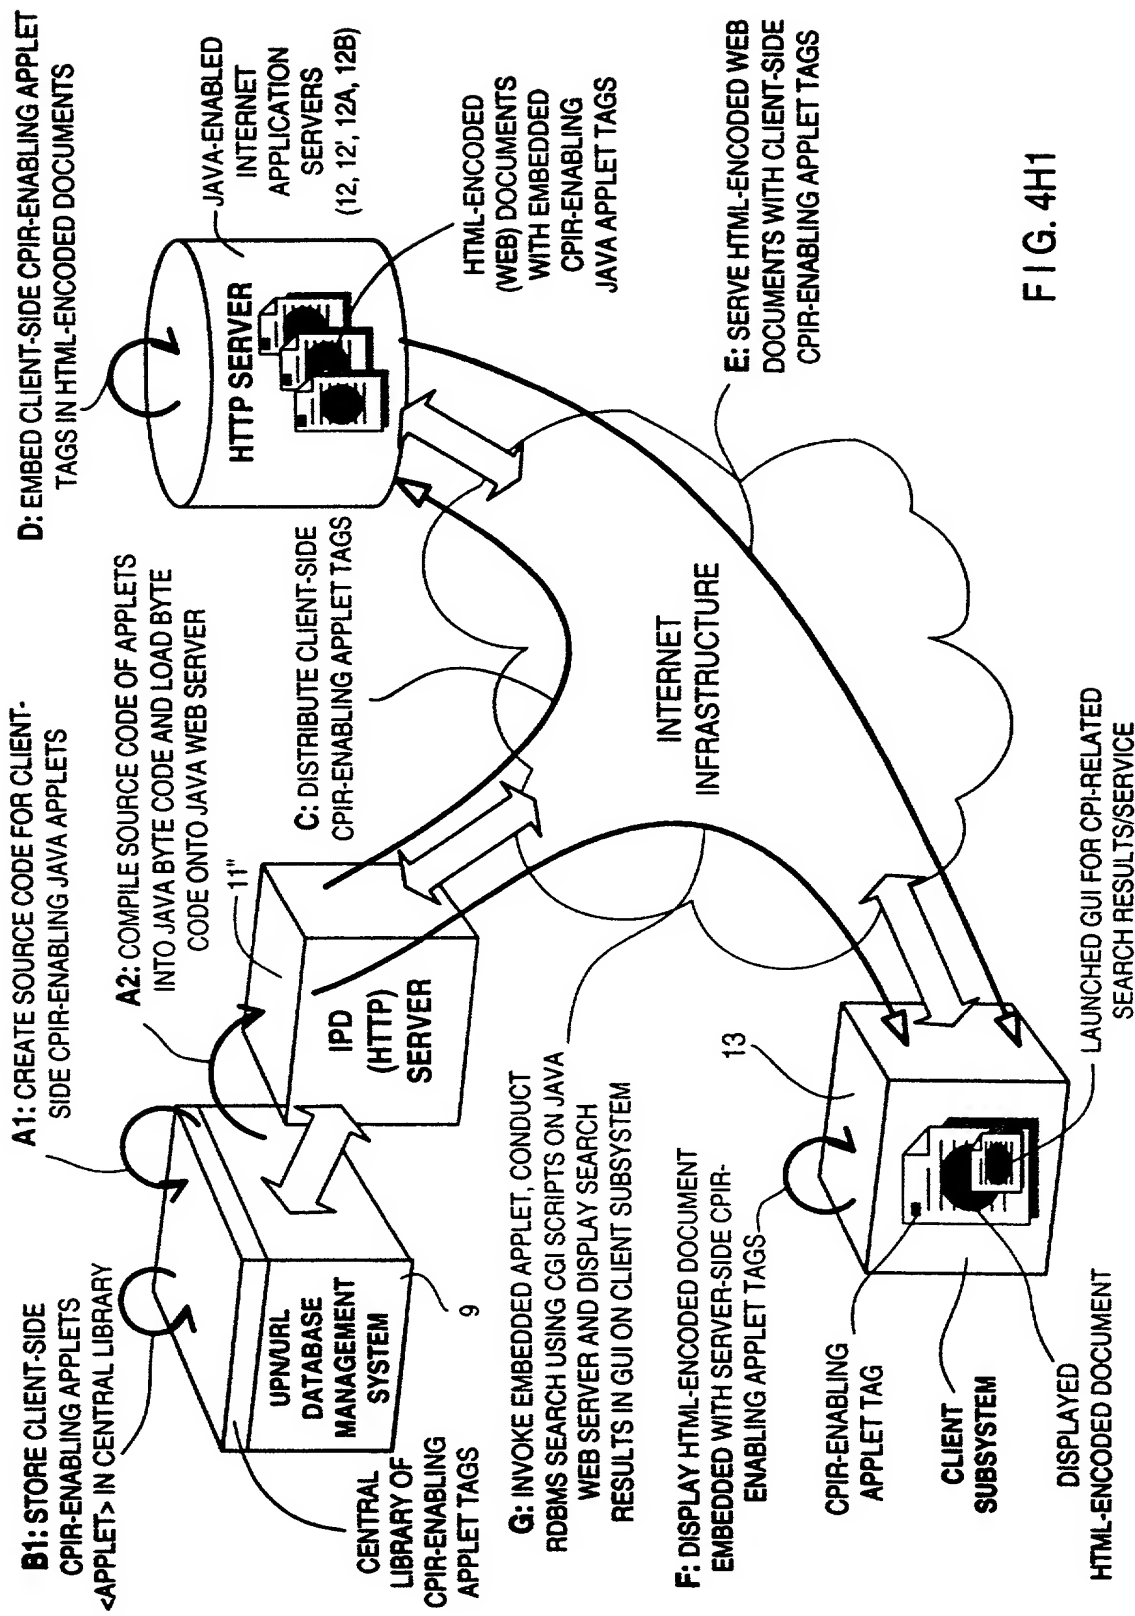 A1: CREATE SOURCE CODE FOR CLIENT-
SIDE CPIR-ENABLING JAVA APPLETS
A2: COMPILE SOURCE CODE OF APPLETS
INTO JAVA BYTE CODE AND LOAD BYTE
CODE ONTO JAVA WEB SERVER
B1: STORE CLIENT-SIDE
CPIR-ENABLING APPLETS
<APPLET> IN CENTRAL LIBRARY
UPN/URL
DATABASE
MANAGEMENT
SYSTEM
9
CENTRAL
LIBRARY OF
CPIR-ENABLING
APPLET TAGS
11"
IPD
(HTTP)
SERVER
C: DISTRIBUTE CLIENT-SIDE
CPIR-ENABLING APPLET TAGS
D: EMBED CLIENT-SIDE CPIR-ENABLING APPLET
TAGS IN HTML-ENCODED DOCUMENTS
HTTP SERVER
JAVA-ENABLED
INTERNET
APPLICATION
SERVERS
(12, 12', 12A, 12B)
HTML-ENCODED
(WEB) DOCUMENTS
WITH EMBEDDED
CPIR-ENABLING
JAVA APPLET TAGS
INTERNET
INFRASTRUCTURE
E: SERVE HTML-ENCODED WEB
DOCUMENTS WITH CLIENT-SIDE
CPIR-ENABLING APPLET TAGS
G: INVOKE EMBEDDED APPLET, CONDUCT
RDBMS SEARCH USING CGI SCRIPTS ON JAVA
WEB SERVER AND DISPLAY SEARCH
RESULTS IN GUI ON CLIENT SUBSYSTEM
F: DISPLAY HTML-ENCODED DOCUMENT
EMBEDDED WITH SERVER-SIDE CPIR-
ENABLING APPLET TAGS
13
CPIR-ENABLING
APPLET TAG
CLIENT
SUBSYSTEM
DISPLAYED
HTML-ENCODED DOCUMENT
LAUNCHED GUI FOR CPI-RELATED
SEARCH RESULTS/SERVICE
FIG. 4H1